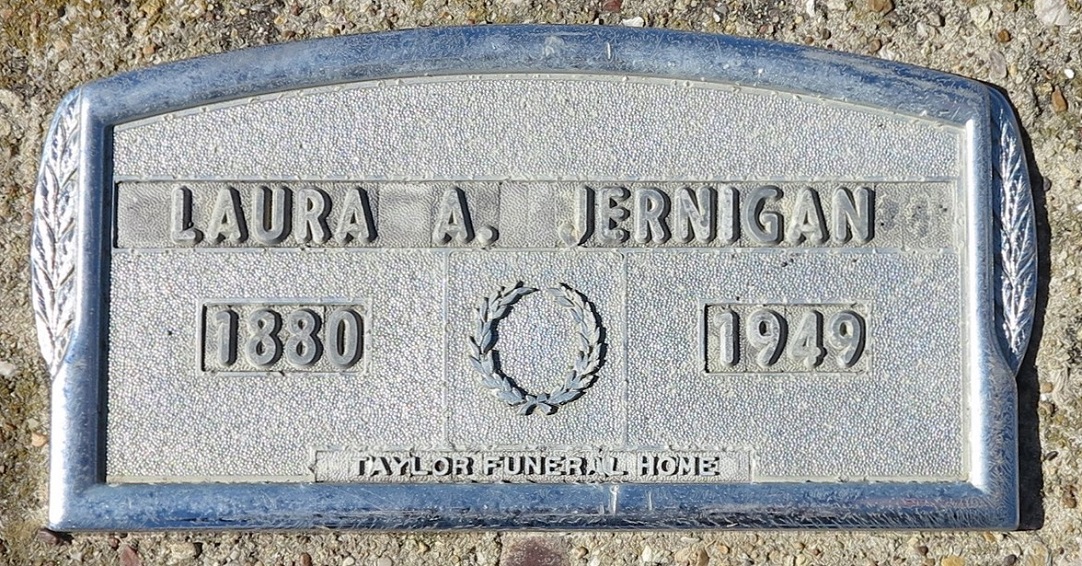 LAURA A. JERNIGAN
1880 1949
TAYLOR FUNERAL HOME